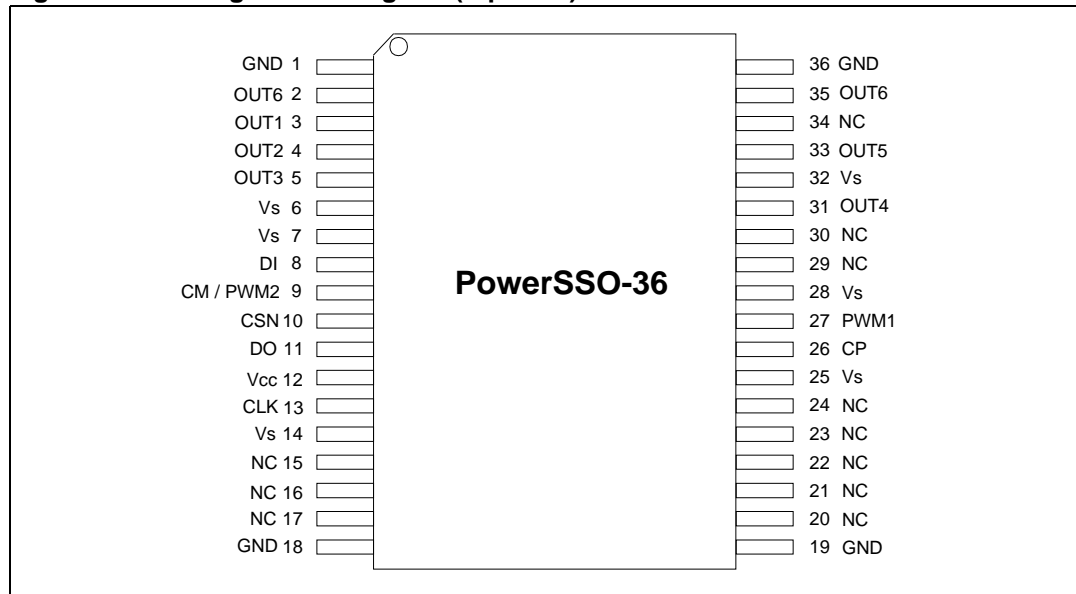 GND 1
OUT6 2
OUT1 3
OUT2 4
OUT3 5
Vs 6
Vs 7
DI 8
CM / PWM2 9
CSN 10
DO 11
Vcc 12
CLK 13
Vs 14
NC 15
NC 16
NC 17
GND 18
PowerSSO-36
36 GND
35 OUT6
34 NC
33 OUT5
32 Vs
31 OUT4
30 NC
29 NC
28 Vs
27 PWM1
26 CP
25 Vs
24 NC
23 NC
22 NC
21 NC
20 NC
19 GND